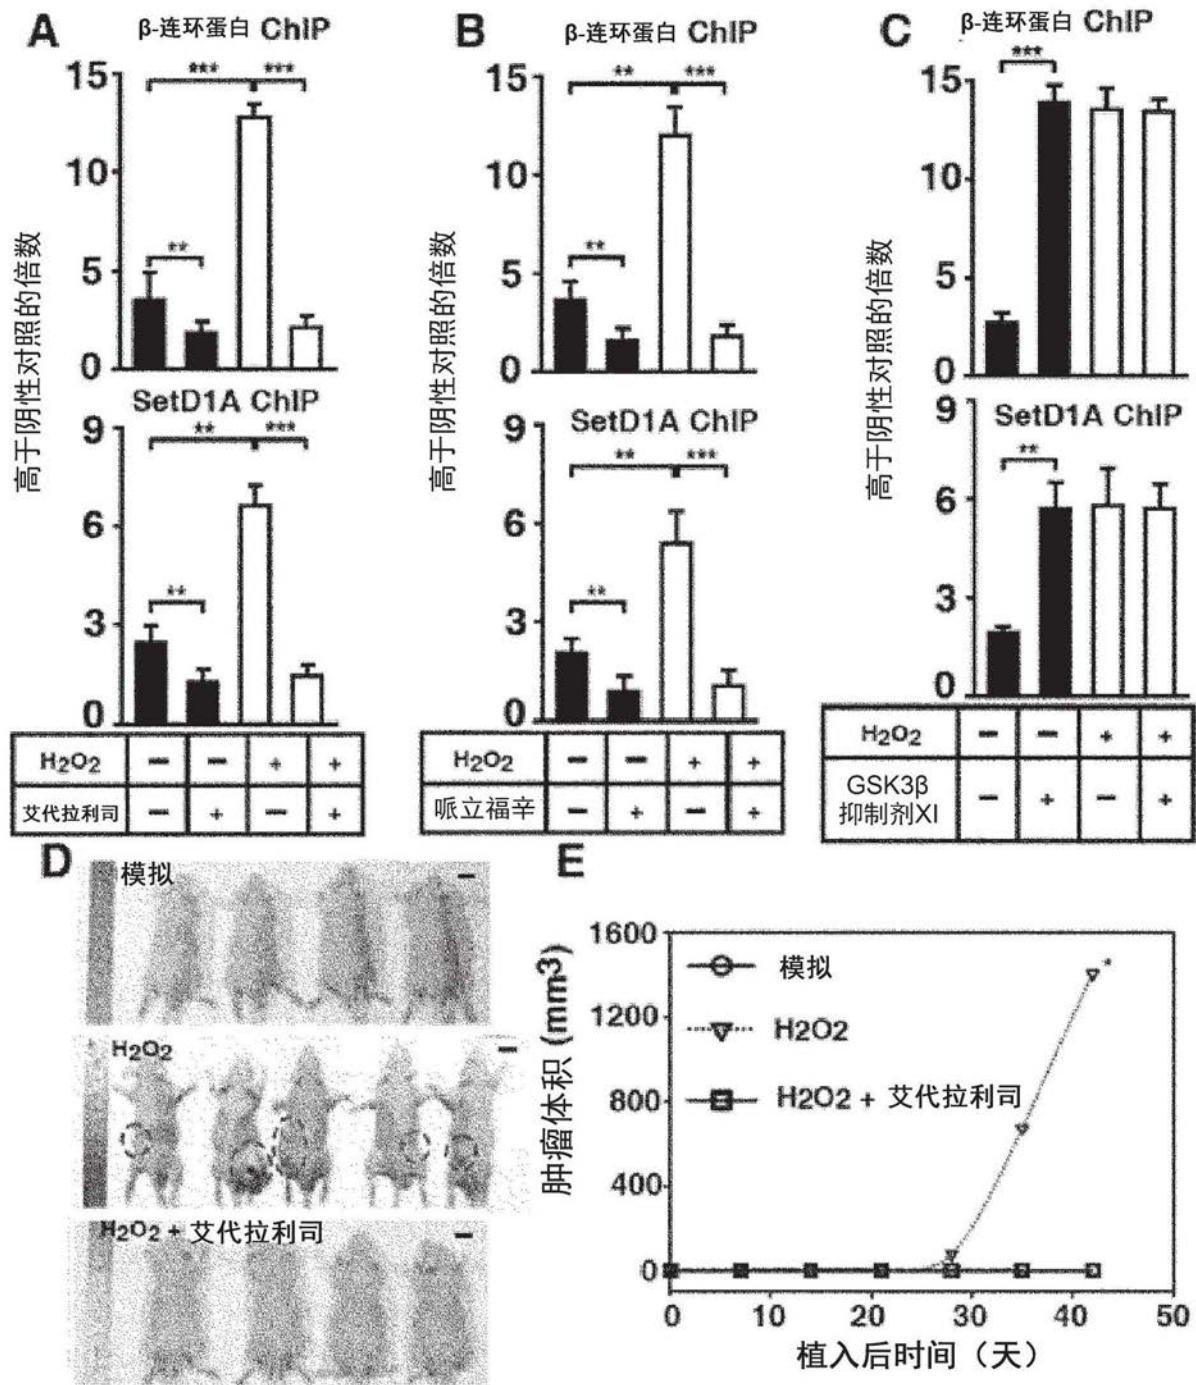 A
β-连环蛋白 ChIP
*** ***
15
10
5
0
**
高于阴性对照的倍数
SetD1A ChIP
** ***
9
6
3
0
**
H2O2 − − + +
艾代拉利司 − + − +
B
β-连环蛋白 ChIP
** ***
15
10
5
0
**
高于阴性对照的倍数
SetD1A ChIP
** ***
9
6
3
0
**
H2O2 − − + +
哌立福辛 − + − +
C
β-连环蛋白 ChIP
***
15
10
5
0
高于阴性对照的倍数
SetD1A ChIP
**
9
6
3
0
H2O2 − − + +
GSK3β
抑制剂XI − + − +
D
模拟
H2O2
H2O2 + 艾代拉利司
E
肿瘤体积 (mm3)
1600
1200
800
400
0
模拟
H2O2
H2O2 + 艾代拉利司
*
0 10 20 30 40 50
植入后时间（天）